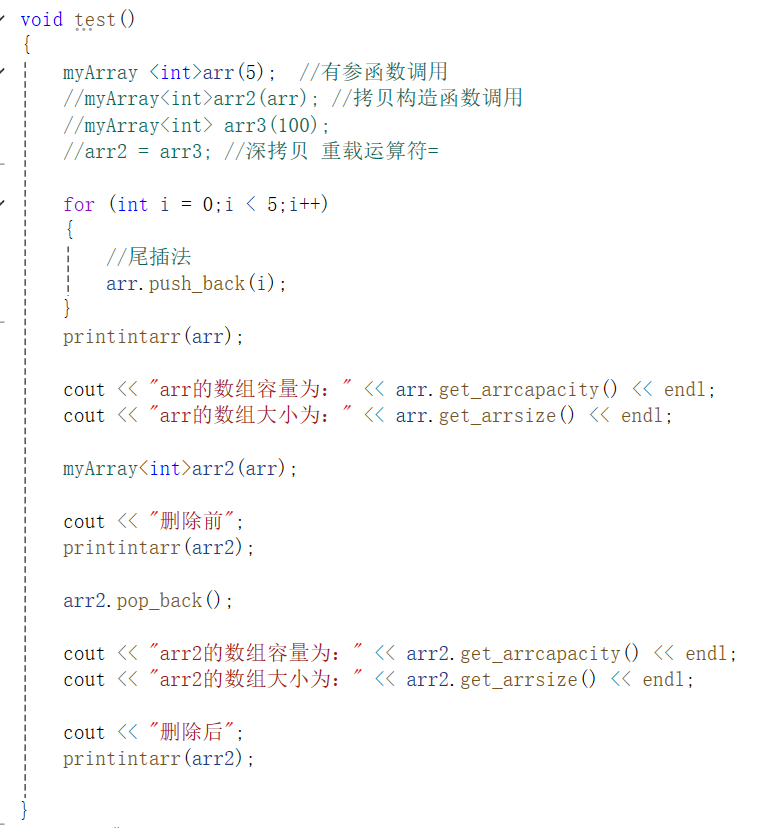 void test()
{
myArray <int>arr(5);  //有参函数调用
//myArray<int>arr2(arr); //拷贝构造函数调用
//myArray<int> arr3(100);
//arr2 = arr3; //深拷贝 重载运算符=
for (int i = 0;i < 5;i++)
{
//尾插法
arr.push_back(i);
}
printintarr(arr);
cout << "arr的数组容量为：" << arr.get_arrcapacity() << endl;
cout << "arr的数组大小为：" << arr.get_arrsize() << endl;
myArray<int>arr2(arr);
cout << "删除前";
printintarr(arr2);
arr2.pop_back();
cout << "arr2的数组容量为：" << arr2.get_arrcapacity() << endl;
cout << "arr2的数组大小为：" << arr2.get_arrsize() << endl;
cout << "删除后";
printintarr(arr2);
}